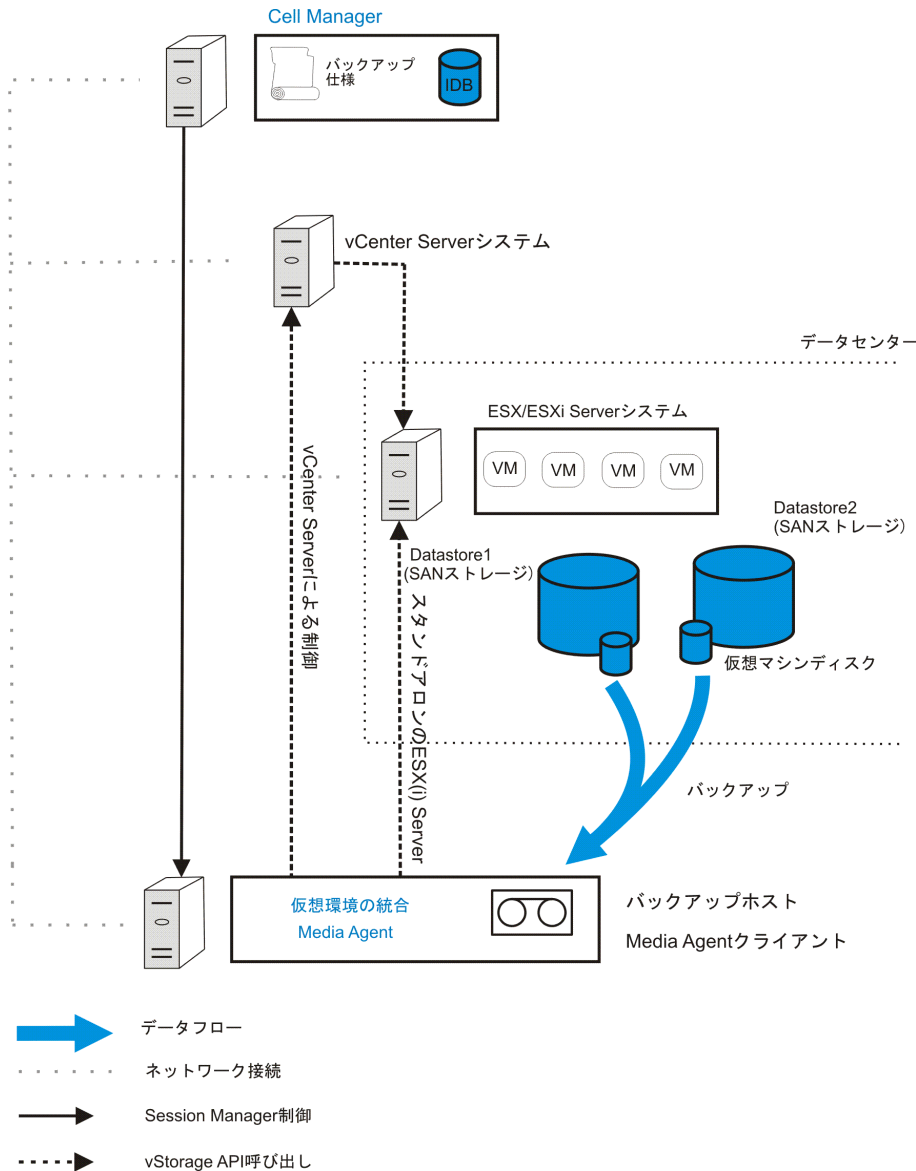 Cell Manager
バックアップ
仕様
IDB
vCenter Serverシステム
データセンター
ESX/ESXi Serverシステム
VM
VM
VM
VM
vCenter Serverによる制御
Datastore2
(SANストレージ)
Datastore1
(SANストレージ)
スタンドアロンのESX(i) Server
仮想マシンディスク
バックアップ
仮想環境の統合
Media Agent
バックアップホスト
Media Agentクライアント
データフロー
ネットワーク接続
Session Manager制御
vStorage API呼び出し